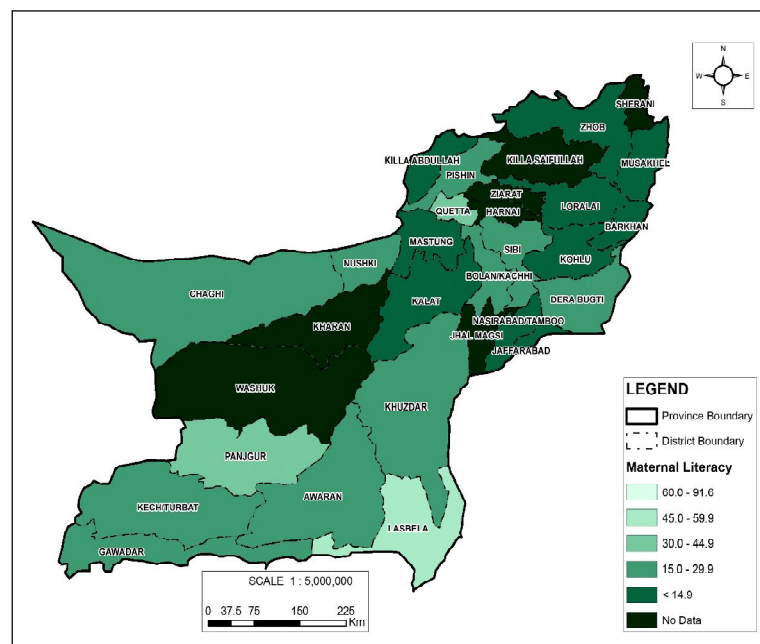 N
W E
S
SHERANI
ZHOB
KILLA ABDULLAH
KILLA SAIFULLAH
MUSAKHEL
PISHIN
ZIARAT
LORALAI
QUETTA
HARNAI
BARKHAN
MASTUNG
SIBI
KOHLU
NUSHKI
BOLAN/KACHHI
CHAGHI
KALAT
DERA BUGTI
KHARAN
NASIRABAD/TAMBOO
JHAL MAGSI
JAFFARABAD
WASHUK
KHUZDAR
PANJGUR
AWARAN
KECH/TURBAT
LASBELA
GAWADAR
SCALE 1 : 5,000,000
0 37.5 75 150 225
Km
LEGEND
Province Boundary
District Boundary
Maternal Literacy
60.0 - 91.6
45.0 - 59.9
30.0 - 44.9
15.0 - 29.9
< 14.9
No Data